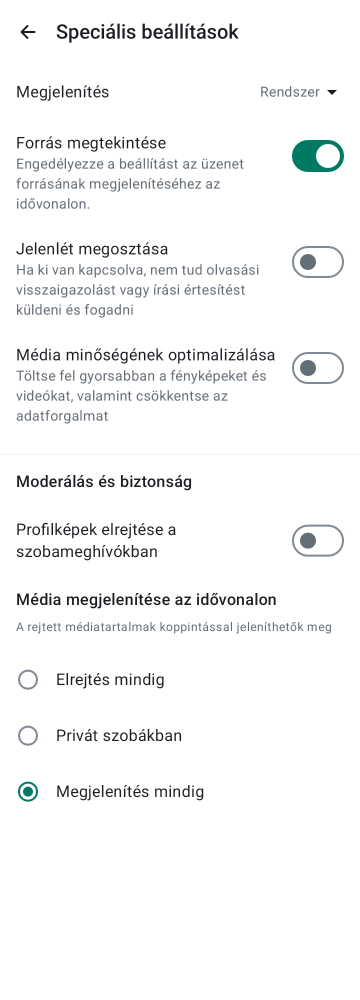 Speciális beállítások
Megjelenítés
Rendszer
Forrás megtekintése
Engedélyezze a beállítást az üzenet
forrásának megjelenítéséhez az
idővonalon.
Jelenlét megosztása
Ha ki van kapcsolva, nem tud olvasási
visszaigazolást vagy írási értesítést
küldeni és fogadni
Média minőségének optimalizálása
Töltse fel gyorsabban a fényképeket és
videókat, valamint csökkentse az
adatforgalmat
Moderálás és biztonság
Profilképek elrejtése a
szobameghívókban
Média megjelenítése az idővonalon
A rejtett médiatartalmak koppintással jeleníthetők meg
Elrejtés mindig
Privát szobákban
Megjelenítés mindig